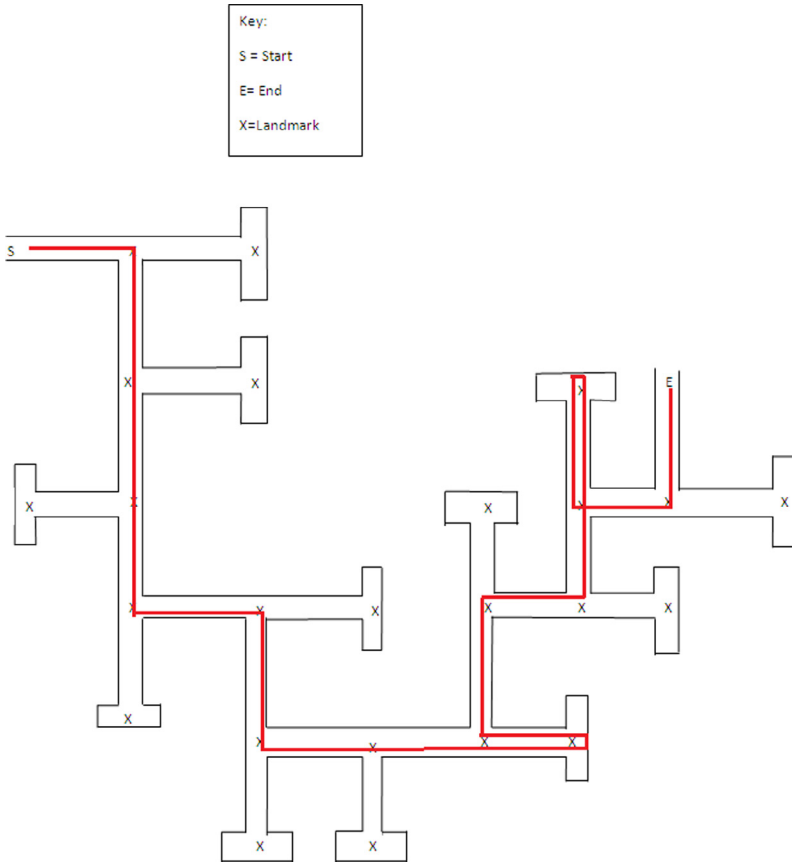 Key:
S = Start
E= End
X=Landmark
S X X
X X X E
X X X X X X
X X X X X X
X
X X X X
X X